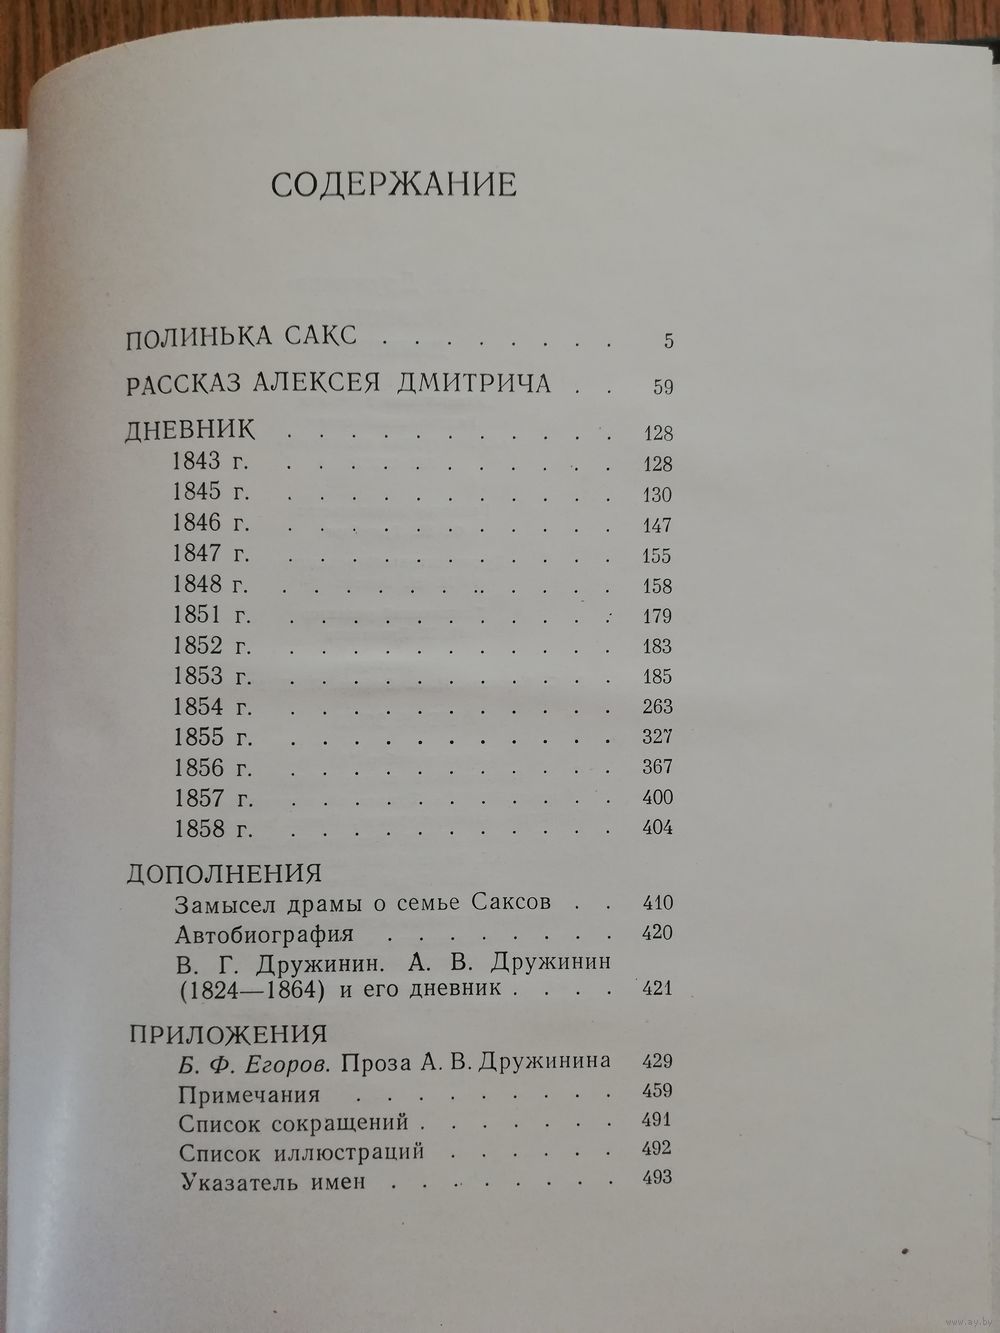 СОДЕРЖАНИЕ
ПОЛИНЬКА САКС . . . . . . . . 5
РАССКАЗ АЛЕКСЕЯ ДМИТРИЧА . . 59
ДНЕВНИК . . . . . . . . . . . 128
1843 г. . . . . . . . . . . . 128
1845 г. . . . . . . . . . . . 130
1846 г. . . . . . . . . . . . 147
1847 г. . . . . . . . . . . . 155
1848 г. . . . . . . . . . . . 158
1851 г. . . . . . . . . . . . 179
1852 г. . . . . . . . . . . . 183
1853 г. . . . . . . . . . . . 185
1854 г. . . . . . . . . . . . 263
1855 г. . . . . . . . . . . . 327
1856 г. . . . . . . . . . . . 367
1857 г. . . . . . . . . . . . 400
1858 г. . . . . . . . . . . . 404
ДОПОЛНЕНИЯ
Замысел драмы о семье Саксов . . 410
Автобиография . . . . . . . . 420
В. Г. Дружинин. А. В. Дружинин
(1824—1864) и его дневник . . . . 421
ПРИЛОЖЕНИЯ
Б. Ф. Егоров. Проза А. В. Дружинина 429
Примечания . . . . . . . . . 459
Список сокращений . . . . . . . 491
Список иллюстраций . . . . . . 492
Указатель имен . . . . . . . . 493
www.ay.by